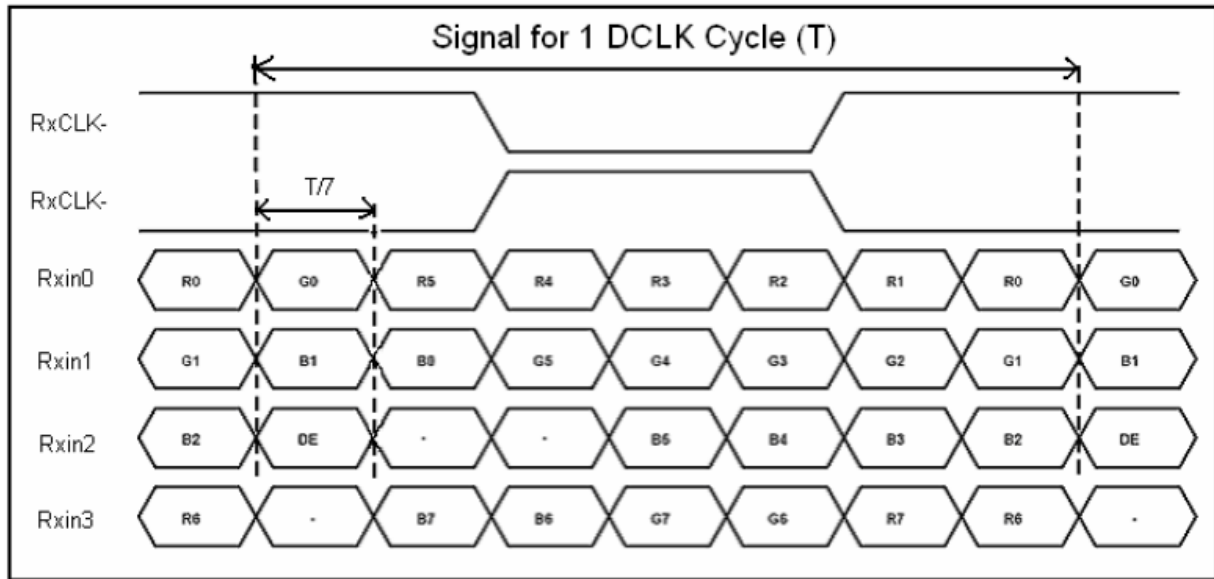 Signal for 1 DCLK Cycle (T)
RxCLK-
RxCLK-
T/7
Rxin0 R0 G0 R5 R4 R3 R2 R1 R0 G0
Rxin1 G1 B1 B0 G5 G4 G3 G2 G1 B1
Rxin2 B2 DE - - B5 B4 B3 B2 DE
Rxin3 R6 - B7 B6 G7 G6 R7 R6 -